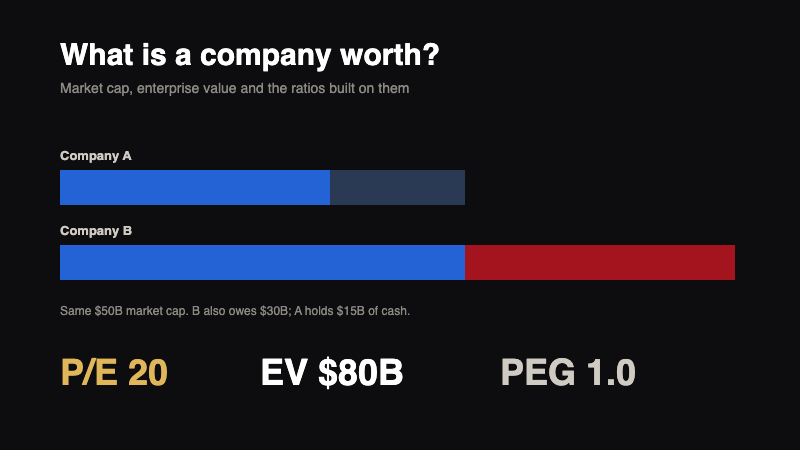 What is a company worth?
Market cap, enterprise value and the ratios built on them
Company A
Company B
Same $50B market cap. B also owes $30B; A holds $15B of cash.
P/E 20 EV $80B PEG 1.0